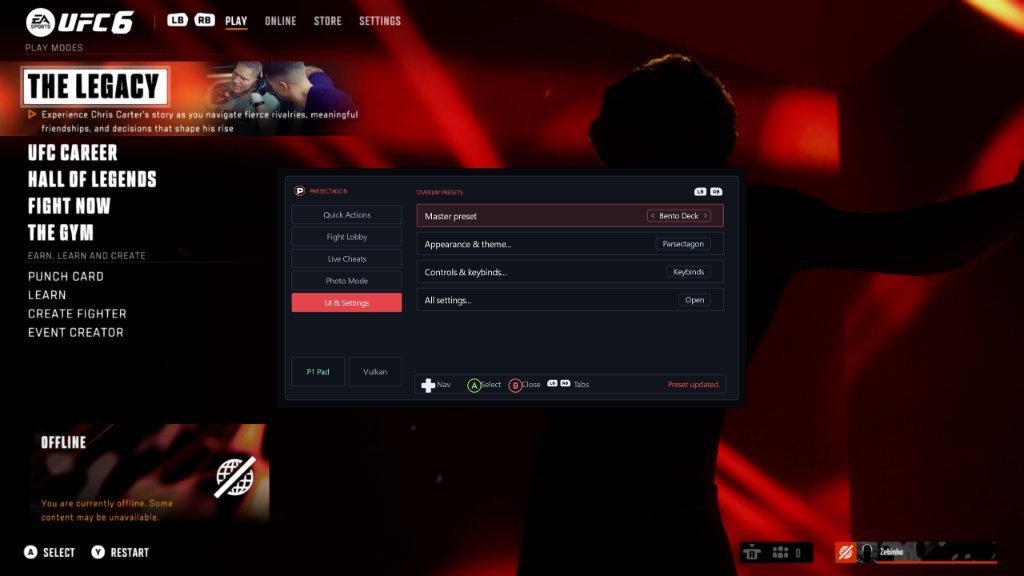 EA SPORTS UFC 6
LB RB PLAY ONLINE STORE SETTINGS
PLAY MODES
THE LEGACY
Experience Chris Carter's story as you navigate fierce rivalries, meaningful
friendships, and decisions that shape his rise
UFC CAREER
HALL OF LEGENDS
FIGHT NOW
THE GYM
EARN, LEARN AND CREATE
PUNCH CARD
LEARN
CREATE FIGHTER
EVENT CREATOR
P PARSECTAGON
Quick Actions
Fight Lobby
Live Cheats
Photo Mode
UI & Settings
P1 Pad Vulkan
OVERLAY PRESETS LB RB
Master preset < Bento Deck >
Appearance & theme... Parsectagon
Controls & keybinds... Keybinds
All settings... Open
Nav A Select B Close LB RB Tabs Preset updated.
OFFLINE
You are currently offline. Some
content may be unavailable.
A SELECT Y RESTART
R 0
Zebinho